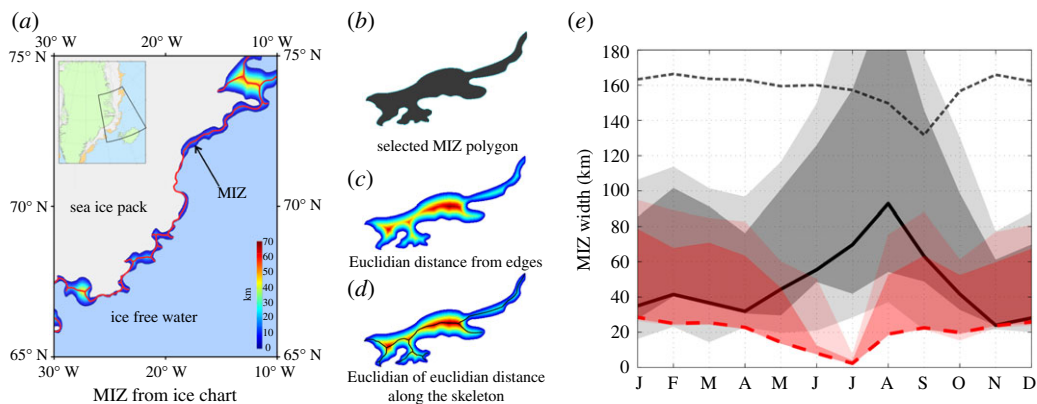 (a)
30° W
20° W
10° W
75° N
75° N
MIZ
sea ice pack
70° N
70° N
70
60
50
40
30
20
10
0
km
ice free water
65° N
65° N
30° W
20° W
10° W
MIZ from ice chart
(b)
selected MIZ polygon
(c)
Euclidian distance from edges
(d)
Euclidian of euclidian distance
along the skeleton
(e)
MIZ width (km)
180
160
140
120
100
80
60
40
20
0
J F M A M J J A S O N D